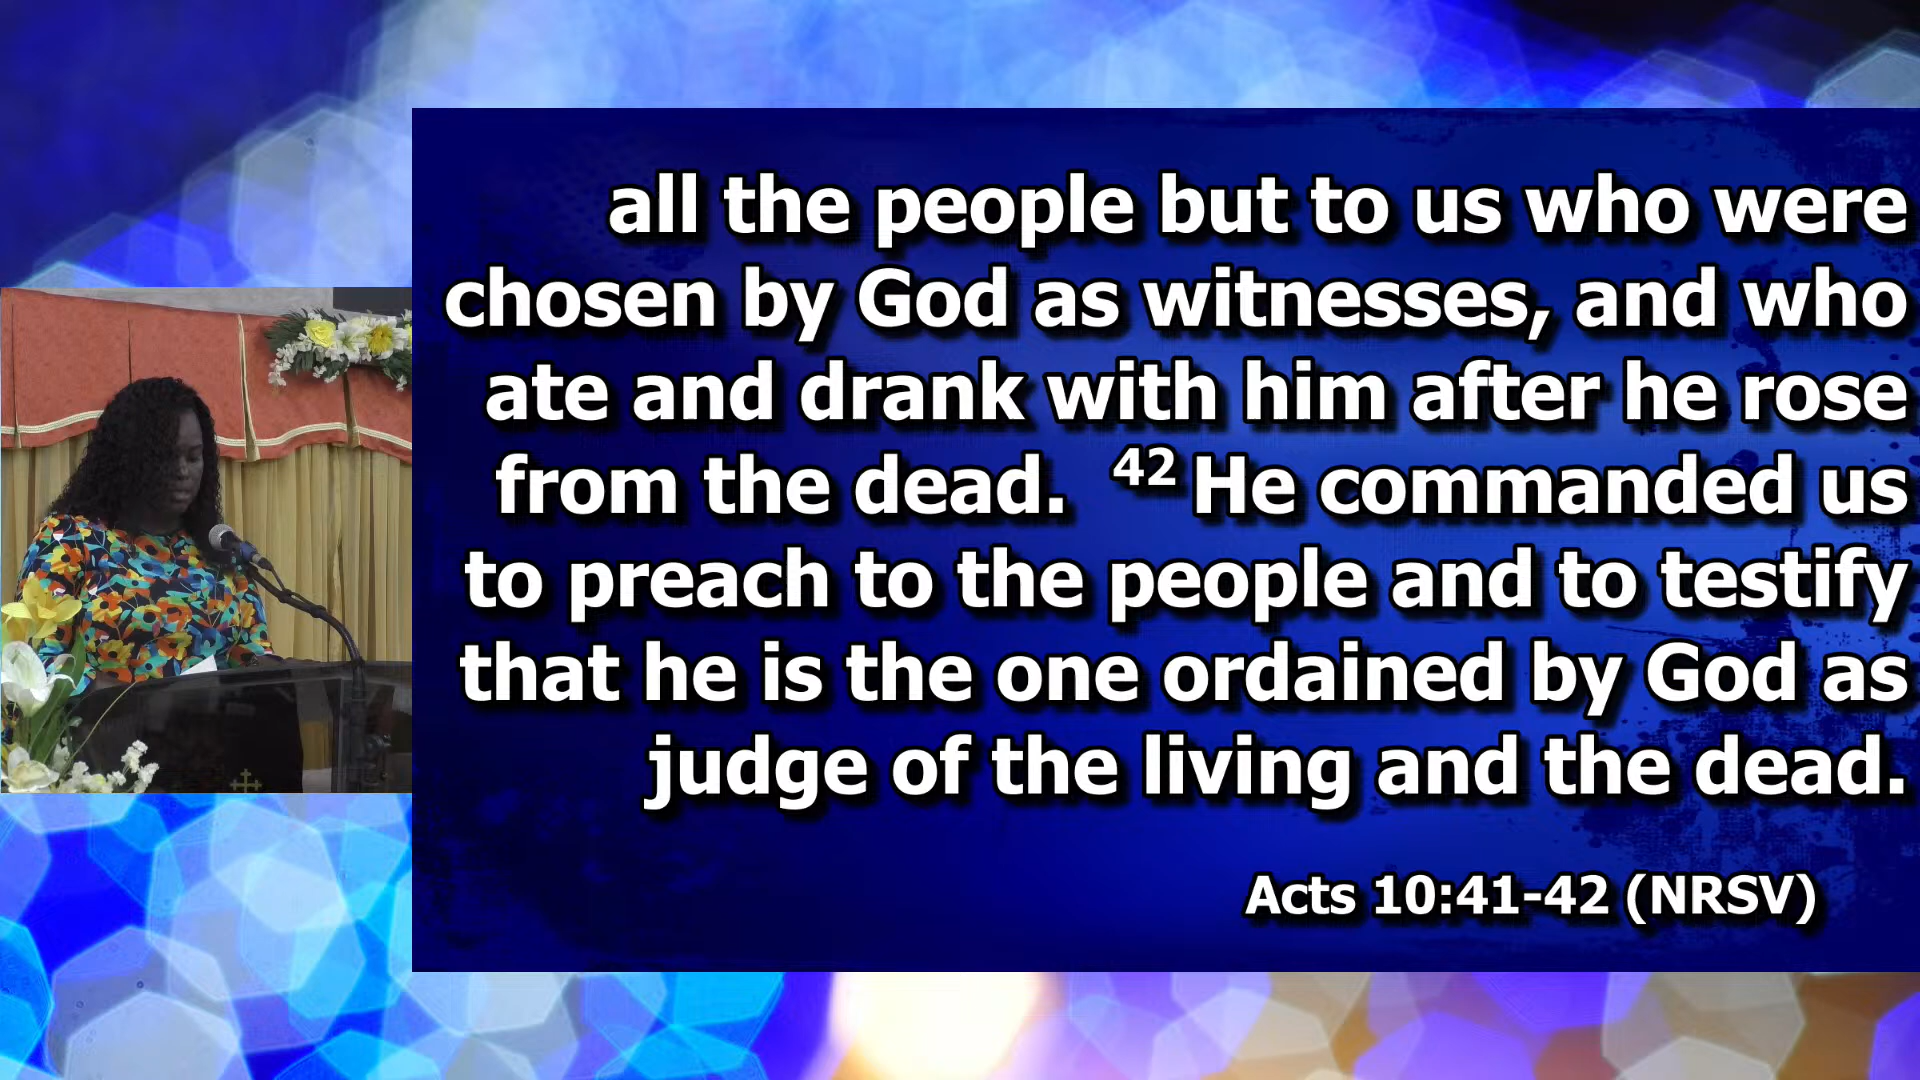 all the people but to us who were
chosen by God as witnesses, and who
ate and drank with him after he rose
from the dead. 42 He commanded us
to preach to the people and to testify
that he is the one ordained by God as
judge of the living and the dead.
Acts 10:41-42 (NRSV)